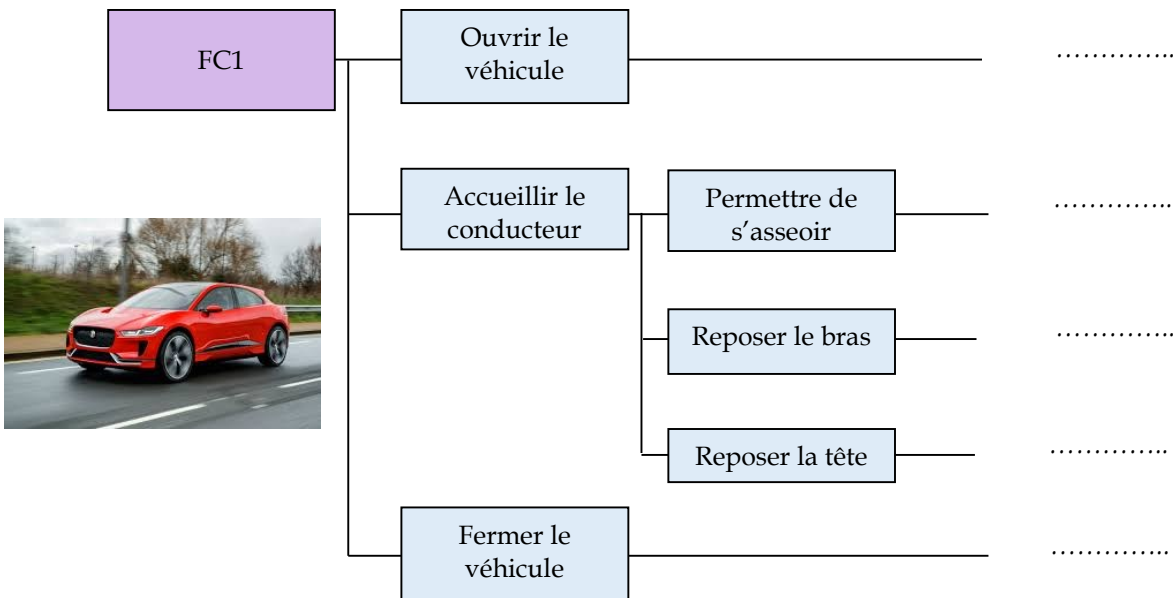 FC1
Ouvrir le
véhicule
…………..
Accueillir le
conducteur
Permettre de
s’asseoir
…………..
Reposer le bras
…………..
Reposer la tête
…………..
Fermer le
véhicule
…………..